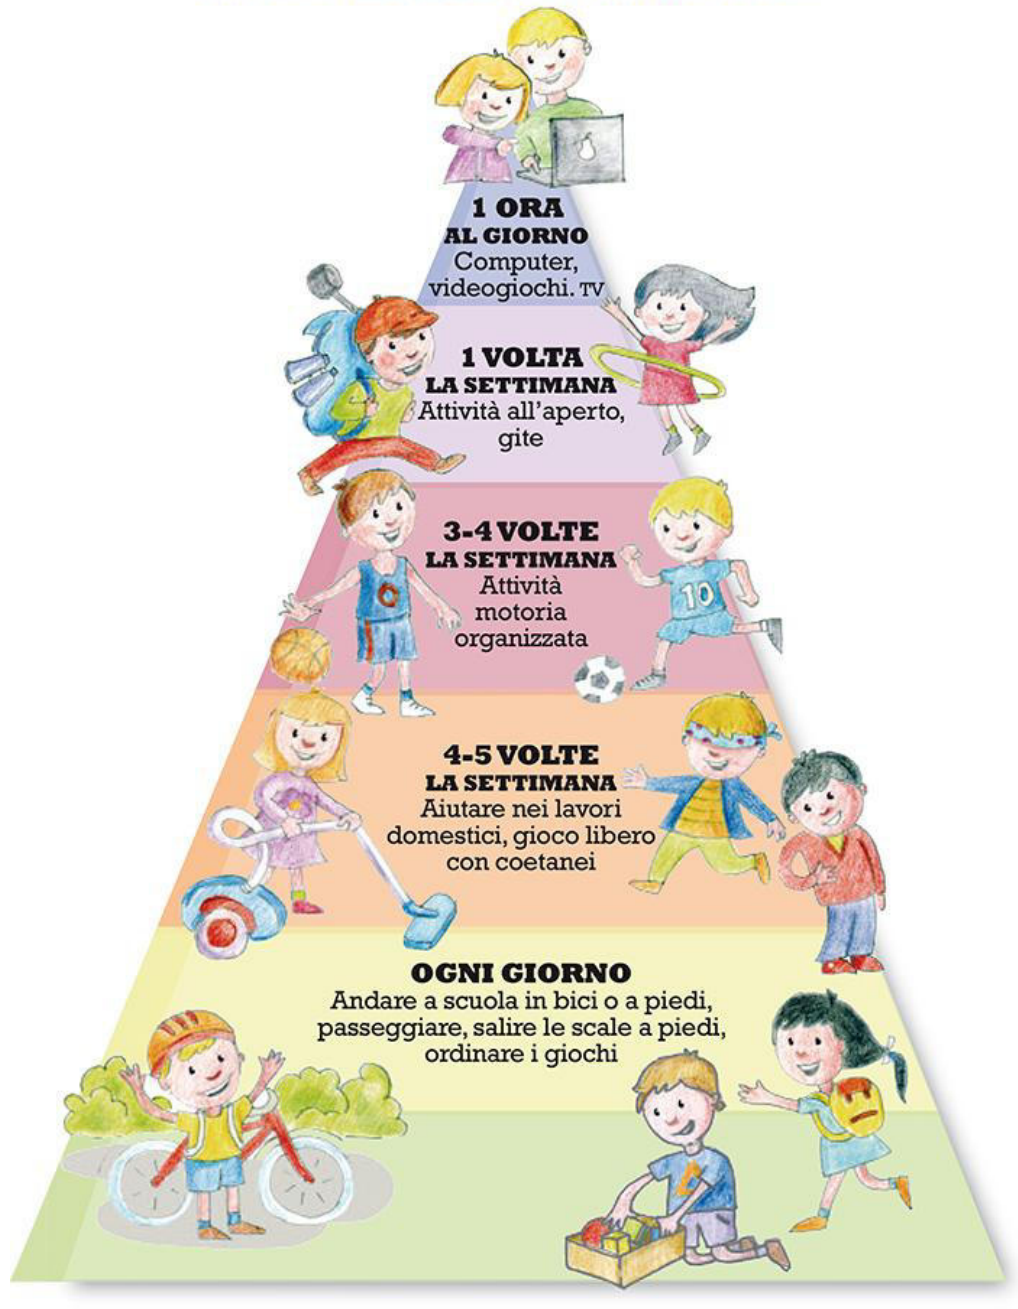 1 ORA
AL GIORNO
Computer,
videogiochi. TV
1 VOLTA
LA SETTIMANA
Attività all'aperto,
gite
3-4 VOLTE
LA SETTIMANA
Attività
motoria
organizzata
10
4-5 VOLTE
LA SETTIMANA
Aiutare nei lavori
domestici, gioco libero
con coetanei
OGNI GIORNO
Andare a scuola in bici o a piedi,
passeggiare, salire le scale a piedi,
ordinare i giochi